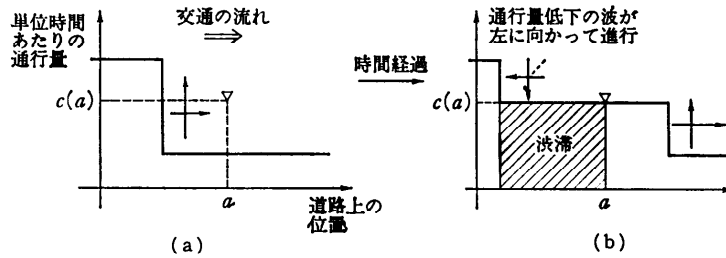 単位時間
あたりの
通行量
交通の流れ
⇒
c(a)
a
道路上の
位置
(a)
時間経過
通行量低下の波が
左に向かって進行
c(a)
渋滞
a
(b)